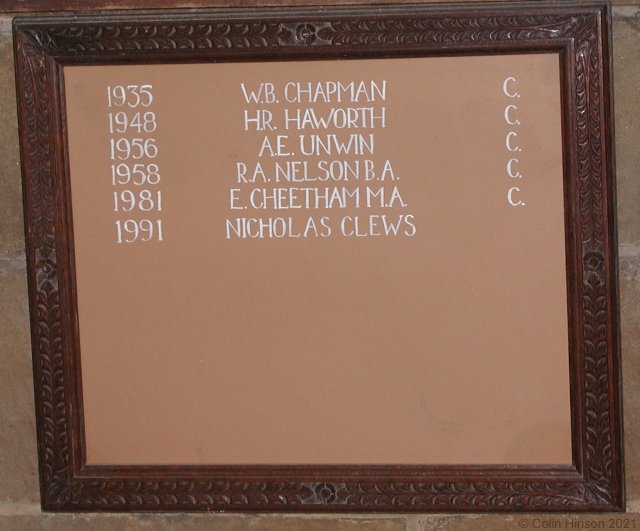 1935 W.B. CHAPMAN C.
1948 H.R. HAWORTH C.
1956 A.E. UNWIN C.
1958 R.A. NELSON B.A. C.
1981 E. CHEETHAM M.A. C.
1991 NICHOLAS CLEWS
© Colin Hinson 2021